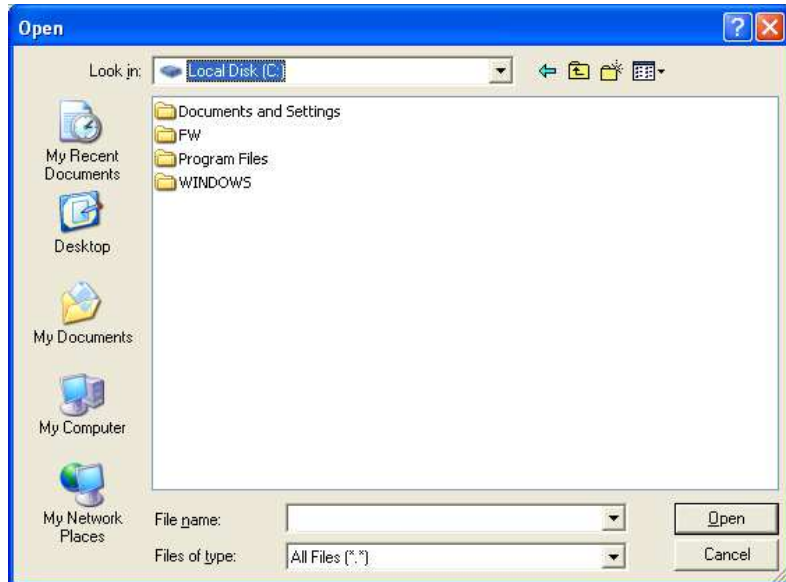 Open
Look in:
Local Disk (C:)
Documents and Settings
FW
Program Files
WINDOWS
My Recent
Documents
Desktop
My Documents
My Computer
My Network
Places
File name:
Open
Files of type:
All Files (*.*)
Cancel